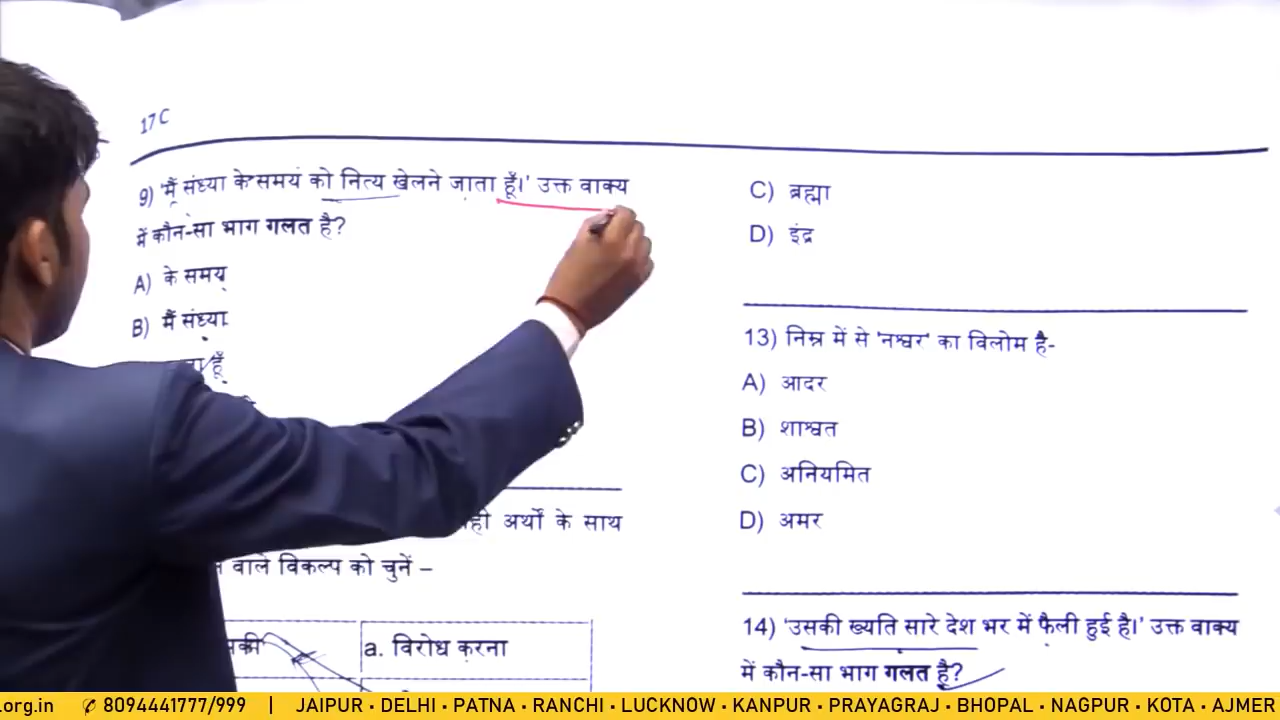 17 C
9) 'मैं संध्या के समय को नित्य खेलने जाता हूँ।' उक्त वाक्य
में कौन-सा भाग गलत है?
A) के समय
B) मैं संध्या
हूँ
अर्थों के साथ
वाले विकल्प को चुनें –
a. विरोध करना
C) ब्रह्मा
D) इंद्र
13) निम्न में से 'नश्वर' का विलोम है-
A) आदर
B) शाश्वत
C) अनियमित
D) अमर
14) 'उसकी ख्यति सारे देश भर में फैली हुई है।' उक्त वाक्य
में कौन-सा भाग गलत है?
.org.in ✆ 8094441777/999 | JAIPUR • DELHI • PATNA • RANCHI • LUCKNOW • KANPUR • PRAYAGRAJ • BHOPAL • NAGPUR • KOTA • AJMER